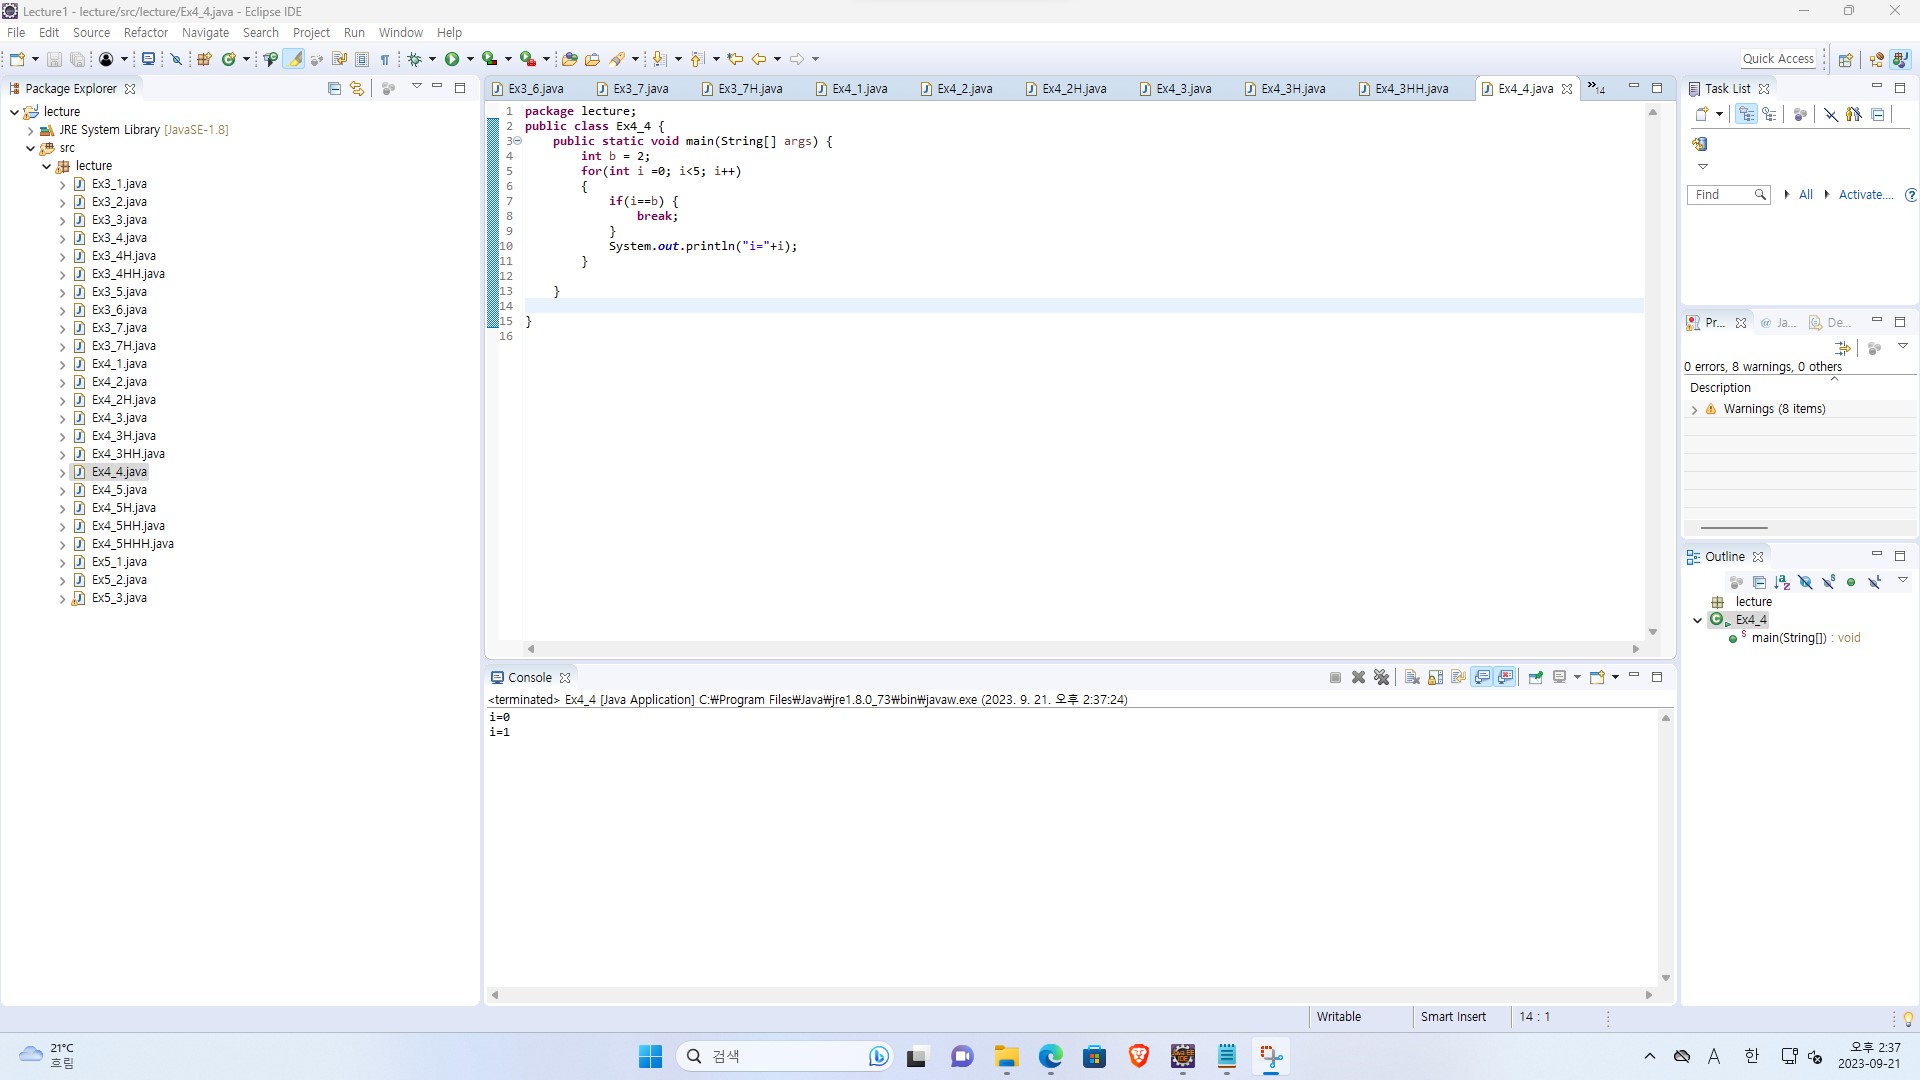 Lecture1 - lecture/src/lecture/Ex4_4.java - Eclipse IDE
File Edit Source Refactor Navigate Search Project Run Window Help
Quick Access
Package Explorer
lecture
JRE System Library [JavaSE-1.8]
src
lecture
Ex3_1.java
Ex3_2.java
Ex3_3.java
Ex3_4.java
Ex3_4H.java
Ex3_4HH.java
Ex3_5.java
Ex3_6.java
Ex3_7.java
Ex3_7H.java
Ex4_1.java
Ex4_2.java
Ex4_2H.java
Ex4_3.java
Ex4_3H.java
Ex4_3HH.java
Ex4_4.java
Ex4_5.java
Ex4_5H.java
Ex4_5HH.java
Ex4_5HHH.java
Ex5_1.java
Ex5_2.java
Ex5_3.java
Ex3_6.java Ex3_7.java Ex3_7H.java Ex4_1.java Ex4_2.java Ex4_2H.java Ex4_3.java Ex4_3H.java Ex4_3HH.java Ex4_4.java »14
1 package lecture;
2 public class Ex4_4 {
3 public static void main(String[] args) {
4 int b = 2;
5 for(int i =0; i<5; i++)
6 {
7 if(i==b) {
8 break;
9 }
10 System.out.println("i="+i);
11 }
12
13 }
14
15 }
16
Console
<terminated> Ex4_4 [Java Application] C:₩Program Files₩Java₩jre1.8.0_73₩bin₩javaw.exe (2023. 9. 21. 오후 2:37:24)
i=0
i=1
Task List
Find All Activate...
Pr... @ Ja... De...
0 errors, 8 warnings, 0 others
Description
Warnings (8 items)
Outline
lecture
Ex4_4
main(String[]) : void
Writable Smart Insert 14 : 1
21°C
흐림
검색
A 한
오후 2:37
2023-09-21